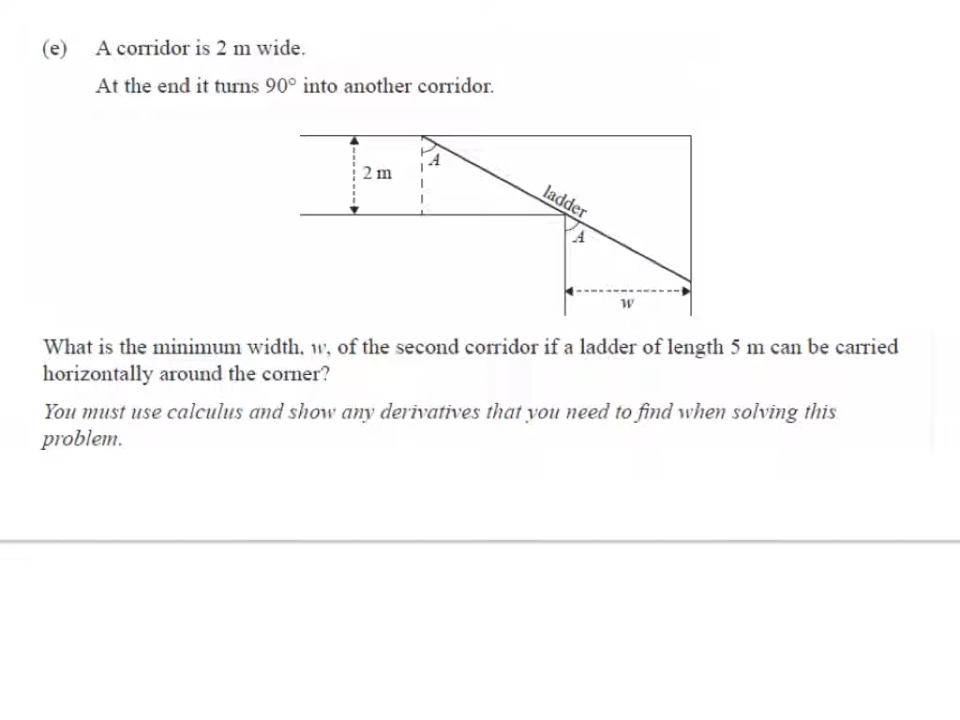 (e) A corridor is 2 m wide.
At the end it turns 90° into another corridor.
2 m
A
ladder
A
w
What is the minimum width, w, of the second corridor if a ladder of length 5 m can be carried
horizontally around the corner?
You must use calculus and show any derivatives that you need to find when solving this
problem.